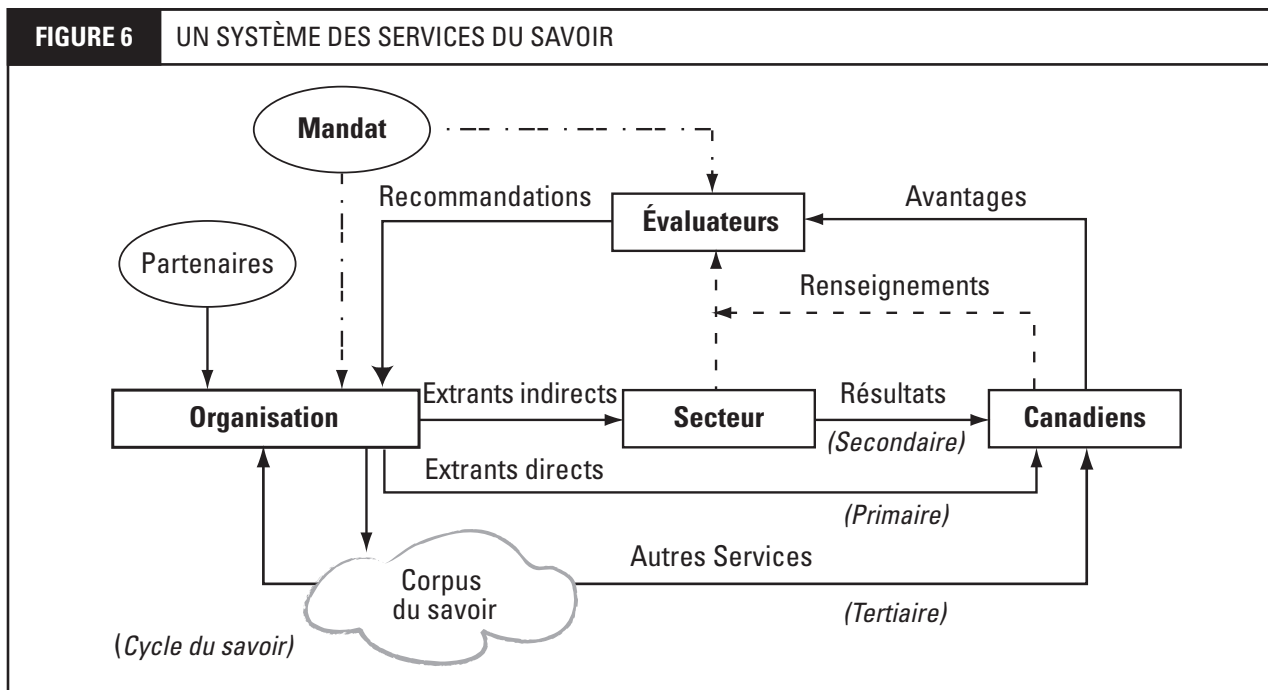 FIGURE 6 UN SYSTÈME DES SERVICES DU SAVOIR
Mandat
Recommandations
Évaluateurs
Avantages
Partenaires
Renseignements
Organisation
Extrants indirects
Secteur
Résultats
(Secondaire)
Canadiens
Extrants directs
(Primaire)
Corpus
du savoir
Autres Services
(Tertiaire)
(Cycle du savoir)